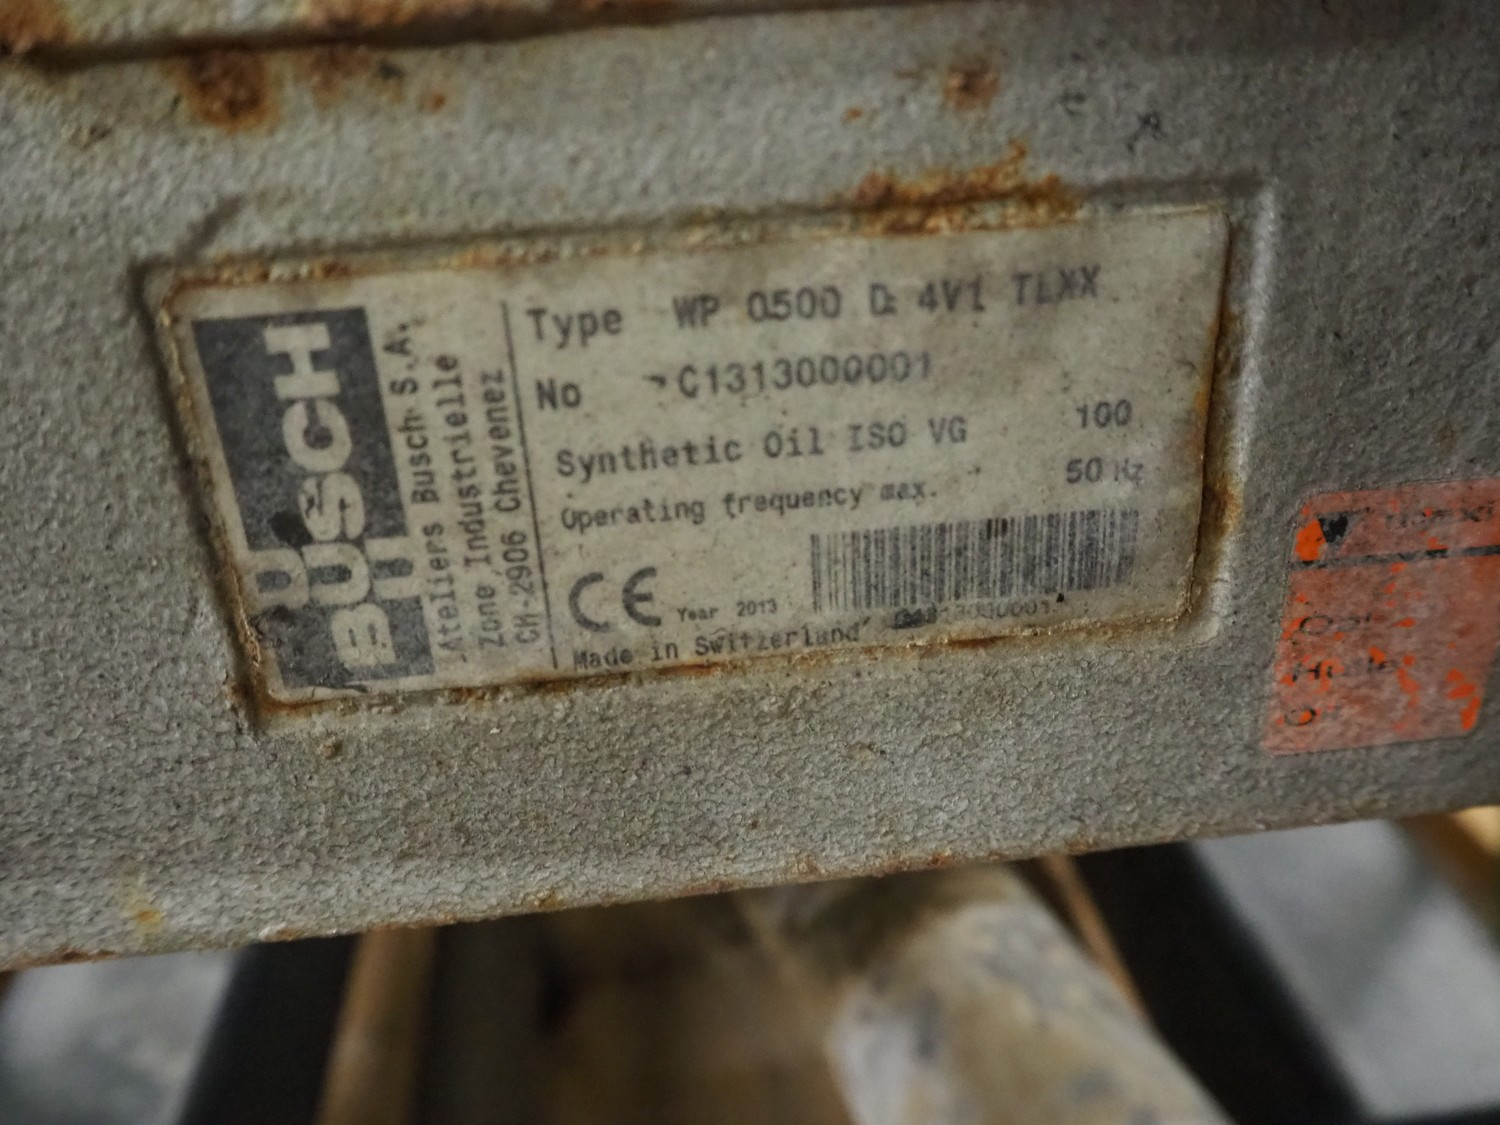 BUSCH
Ateliers Busch S.A.
Zone Industrielle
CH-2906 Chevenez
Type WP 0500 D 4V1 TLXX
No C1313000001
Synthetic Oil ISO VG 100
Operating frequency max. 50 Hz
CE Year 2013
Made in Switzerland